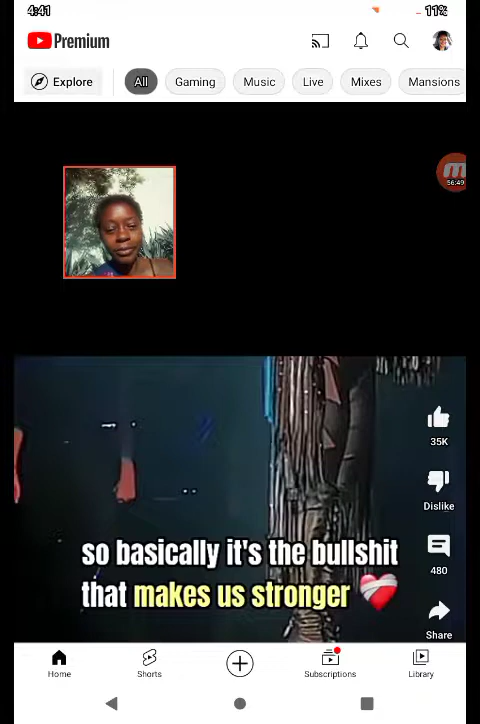 4:41
11%
Premium
Explore
All
Gaming
Music
Live
Mixes
Mansions
56:49
35K
Dislike
so basically it's the bullshit
that makes us stronger
480
Share
Home
Shorts
Subscriptions
Library